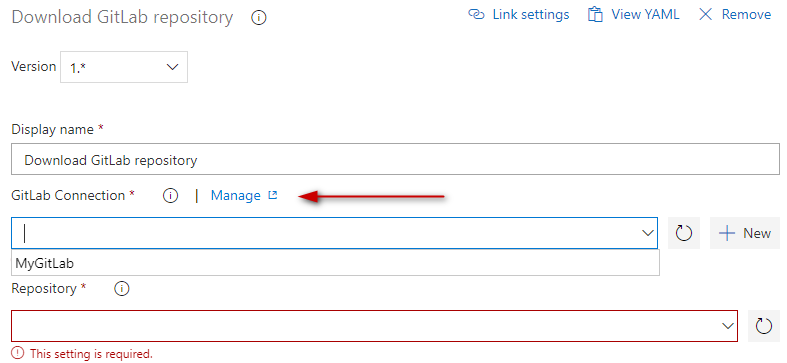 Download GitLab repository Link settings View YAML Remove
Version 1.*
Display name *
Download GitLab repository
GitLab Connection * | Manage
New
MyGitLab
Repository *
This setting is required.